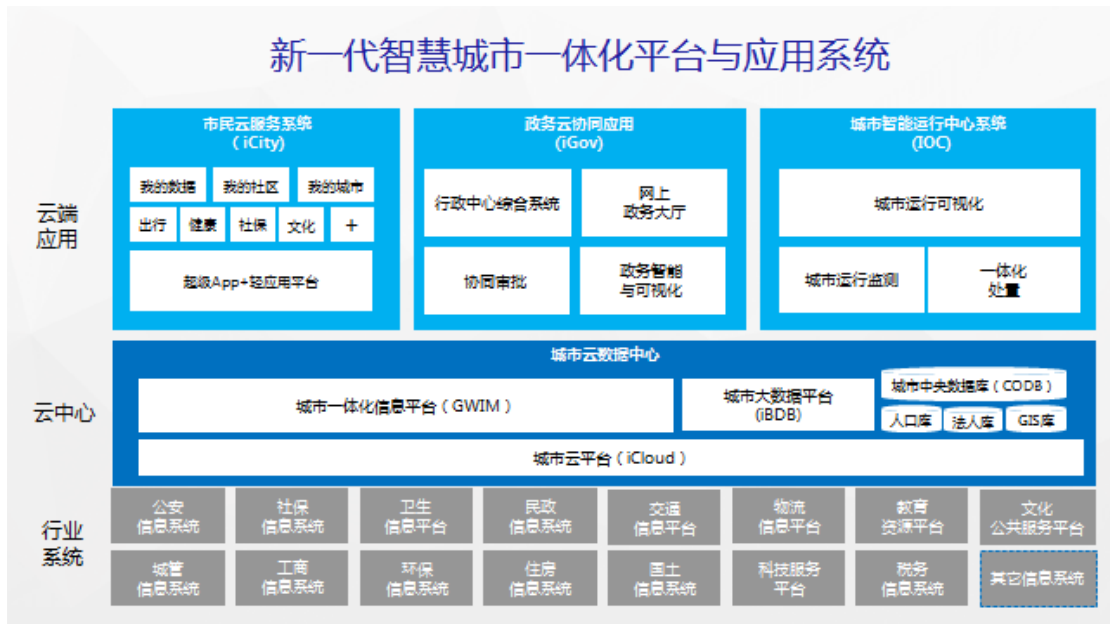 新一代智慧城市一体化平台与应用系统
云端
应用
市民云服务系统
(iCity)
我的数据
我的社区
我的城市
出行
健康
社保
文化
+
超级App+轻应用平台
政务云协同应用
(iGov)
行政中心综合系统
网上
政务大厅
协同审批
政务智能
与可视化
城市智能运行中心系统
(IOC)
城市运行可视化
城市运行监测
一体化
处置
云中心
城市云数据中心
城市一体化信息平台(GWIM)
城市大数据平台
(iBDB)
城市中央数据库(CODB)
人口库
法人库
GIS库
城市云平台(iCloud)
行业
系统
公安
信息系统
社保
信息系统
卫生
信息平台
民政
信息系统
交通
信息平台
物流
信息平台
教育
资源平台
文化
公共服务平台
城管
信息系统
工商
信息系统
环保
信息系统
住房
信息系统
国土
信息系统
科技服务
平台
税务
信息系统
其它信息系统